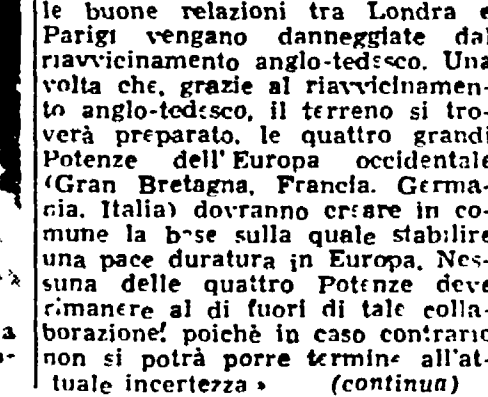 le buone relazioni tra Londra e
Parigi vengano danneggiate dal
riavvicinamento anglo-tedesco. Una
volta che, grazie al riavvicinamen-
to anglo-tedesco, il terreno si tro-
verà preparato, le quattro grandi
Potenze dell'Europa occidentale
(Gran Bretagna, Francia. Germa-
nia, Italia) dovranno creare in co-
mune la base sulla quale stabilire
una pace duratura in Europa. Nes-
suna delle quattro Potenze deve
rimanere al di fuori di tale colla-
borazione! poichè in caso contrario
non si potrà porre termine all'at-
tuale incertezza » (continua)